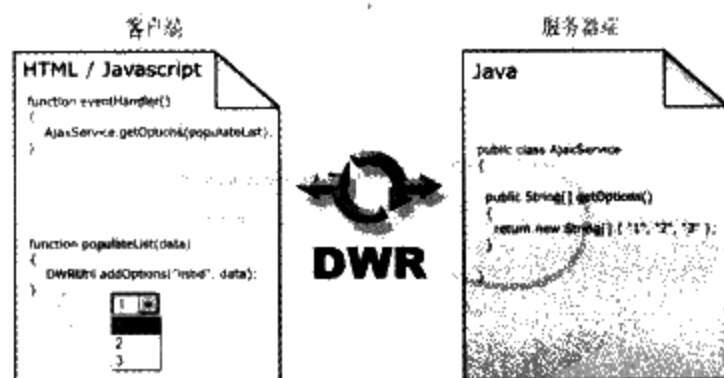 客户端
服务器端
HTML / Javascript
function eventHandler()
{
AjaxService.getOptions(populateList);
}
function populateList(data)
{
DWRUtil.addOptions("listid", data);
}
1
2
3
DWR
Java
public class AjaxService
{
public String[] getOptions()
{
return new String[] { "1", "2", "3" };
}
}